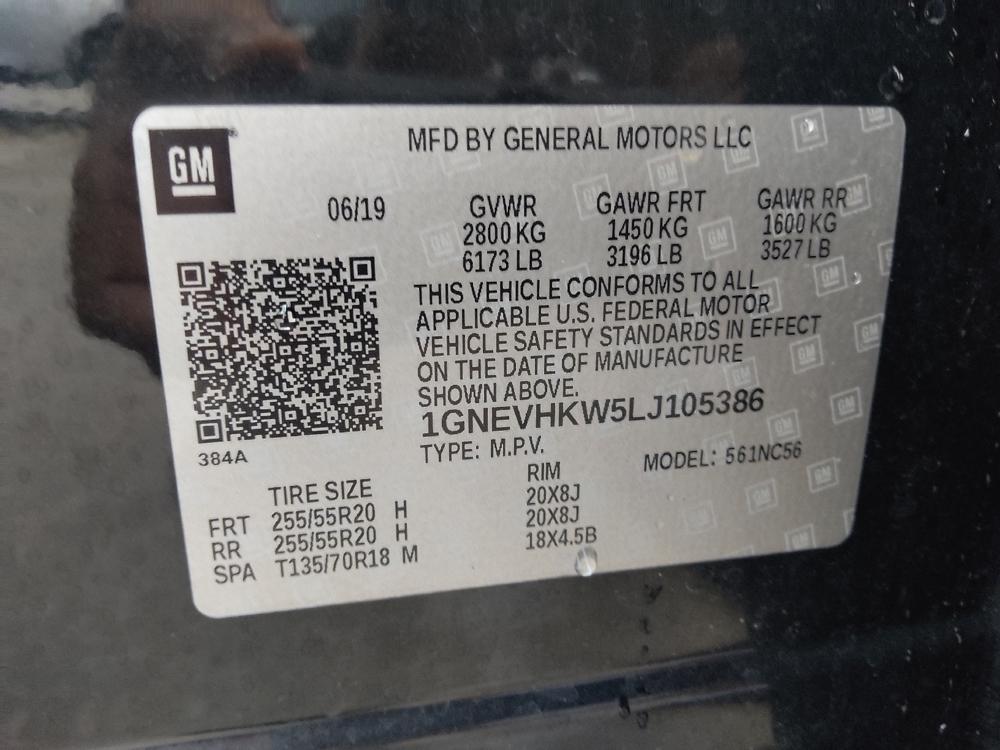 GM
MFD BY GENERAL MOTORS LLC
06/19
GVWR GAWR FRT GAWR RR
2800 KG 1450 KG 1600 KG
6173 LB 3196 LB 3527 LB
THIS VEHICLE CONFORMS TO ALL
APPLICABLE U.S. FEDERAL MOTOR
VEHICLE SAFETY STANDARDS IN EFFECT
ON THE DATE OF MANUFACTURE
SHOWN ABOVE.
1GNEVHKW5LJ105386
384A
TYPE: M.P.V. MODEL: 561NC56
TIRE SIZE RIM
FRT 255/55R20 H 20X8J
RR 255/55R20 H 20X8J
SPA T135/70R18 M 18X4.5B